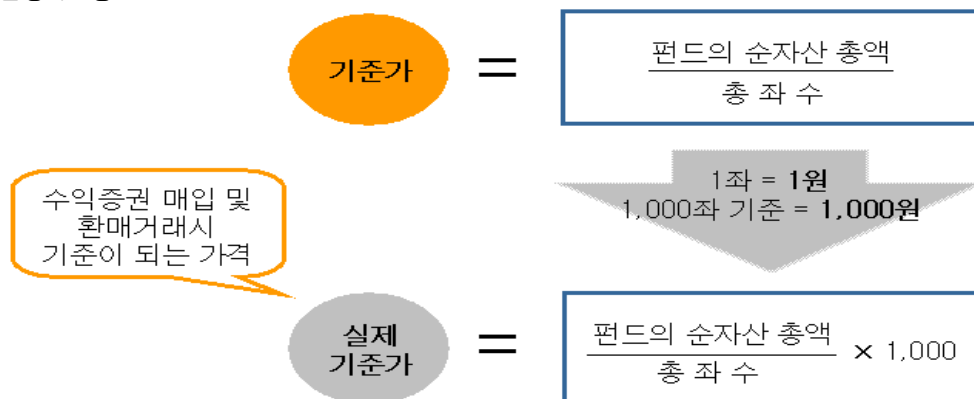 기준가
=
펀드의 순자산 총액
총 좌 수
1좌 = 1원
1,000좌 기준 = 1,000원
수익증권 매입 및
환매거래시
기준이 되는 가격
실제
기준가
=
펀드의 순자산 총액
총 좌 수
× 1,000